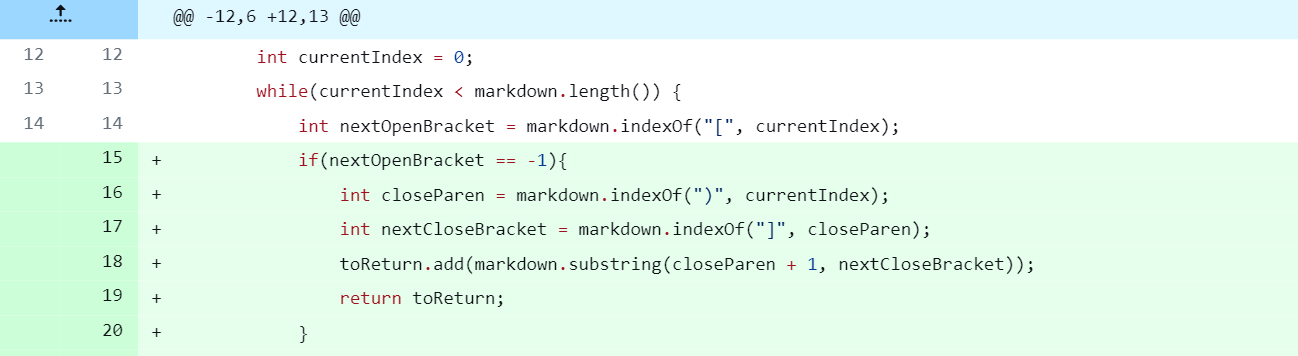 @@ -12,6 +12,13 @@
12 12 int currentIndex = 0;
13 13 while(currentIndex < markdown.length()) {
14 14 int nextOpenBracket = markdown.indexOf("[", currentIndex);
15 + if(nextOpenBracket == -1){
16 + int closeParen = markdown.indexOf(")", currentIndex);
17 + int nextCloseBracket = markdown.indexOf("]", closeParen);
18 + toReturn.add(markdown.substring(closeParen + 1, nextCloseBracket));
19 + return toReturn;
20 + }